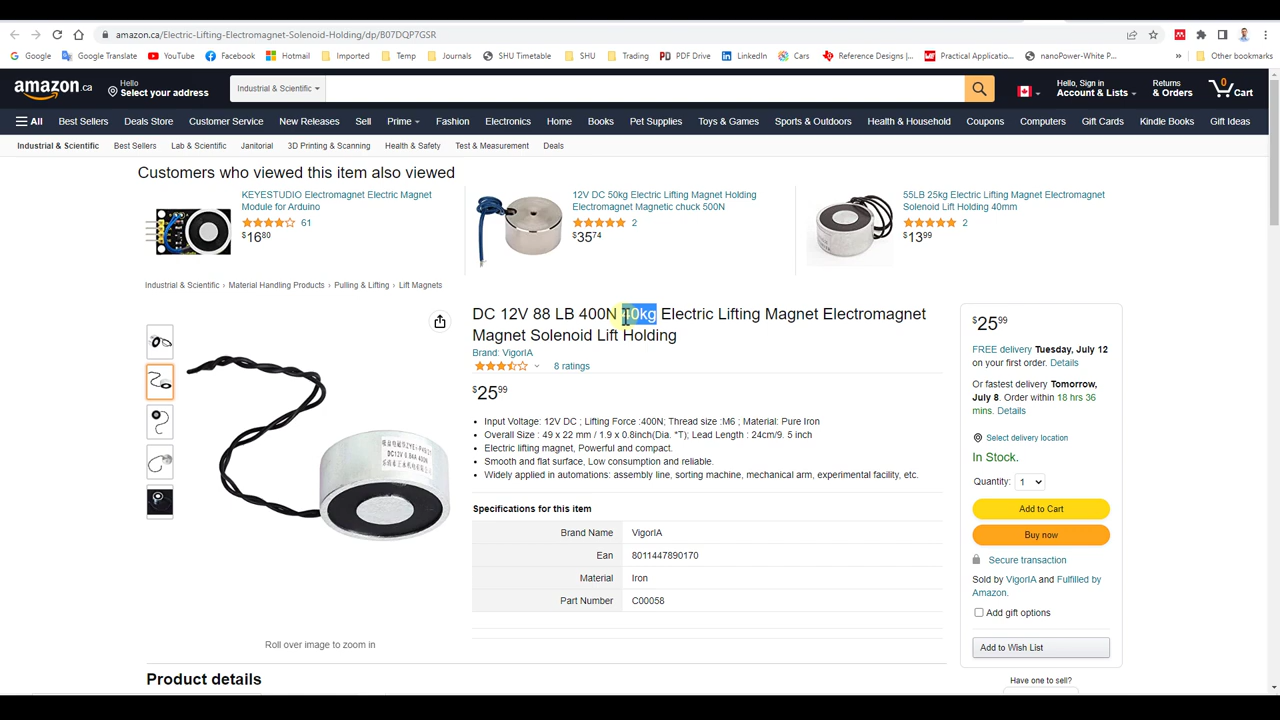 amazon.ca/Electric-Lifting-Electromagnet-Solenoid-Holding/dp/B07DQP7GSR
Google Google Translate YouTube Facebook Hotmail Imported Temp Journals SHU Timetable SHU Trading PDF Drive LinkedIn Cars Reference Designs |... Practical Applicatio... nanoPower-White P... » Other bookmarks
amazon.ca Hello Select your address Industrial & Scientific Hello, Sign in Account & Lists Returns & Orders 0 Cart
All Best Sellers Deals Store Customer Service New Releases Sell Prime Fashion Electronics Home Books Pet Supplies Toys & Games Sports & Outdoors Health & Household Coupons Computers Gift Cards Kindle Books Gift Ideas
Industrial & Scientific Best Sellers Lab & Scientific Janitorial 3D Printing & Scanning Health & Safety Test & Measurement Deals
Customers who viewed this item also viewed
KEYESTUDIO Electromagnet Electric Magnet
Module for Arduino
61
$1680
12V DC 50kg Electric Lifting Magnet Holding
Electromagnet Magnetic chuck 500N
2
$3574
55LB 25kg Electric Lifting Magnet Electromagnet
Solenoid Lift Holding 40mm
2
$1399
Industrial & Scientific › Material Handling Products › Pulling & Lifting › Lift Magnets
DC 12V 88 LB 400N 40kg Electric Lifting Magnet Electromagnet
Magnet Solenoid Lift Holding
Brand: VigorIA
8 ratings
$2599
• Input Voltage: 12V DC ; Lifting Force :400N; Thread size :M6 ; Material: Pure Iron
• Overall Size : 49 x 22 mm / 1.9 x 0.8inch(Dia. *T); Lead Length : 24cm/9. 5 inch
• Electric lifting magnet, Powerful and compact.
• Smooth and flat surface, Low consumption and reliable.
• Widely applied in automations: assembly line, sorting machine, mechanical arm, experimental facility, etc.
Specifications for this item
Brand Name VigorIA
Ean 8011447890170
Material Iron
Part Number C00058
DC12V 400N
Roll over image to zoom in
Product details
$2599
FREE delivery Tuesday, July 12
on your first order. Details
Or fastest delivery Tomorrow,
July 8. Order within 18 hrs 36
mins. Details
Select delivery location
In Stock.
Quantity: 1
Add to Cart
Buy now
Secure transaction
Sold by VigorIA and Fulfilled by
Amazon.
Add gift options
Add to Wish List
Have one to sell?